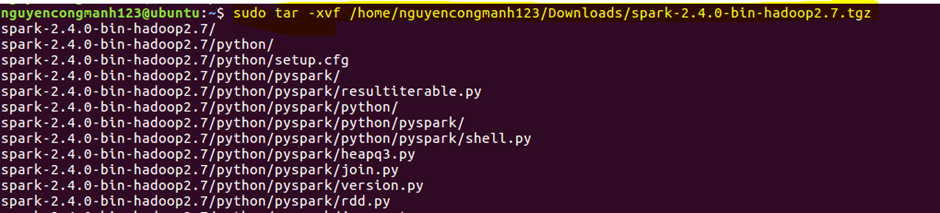 nguyencongmanh123@ubuntu:~$ sudo tar -xvf /home/nguyencongmanh123/Downloads/spark-2.4.0-bin-hadoop2.7.tgz
spark-2.4.0-bin-hadoop2.7/
spark-2.4.0-bin-hadoop2.7/python/
spark-2.4.0-bin-hadoop2.7/python/setup.cfg
spark-2.4.0-bin-hadoop2.7/python/pyspark/
spark-2.4.0-bin-hadoop2.7/python/pyspark/resultiterable.py
spark-2.4.0-bin-hadoop2.7/python/pyspark/python/
spark-2.4.0-bin-hadoop2.7/python/pyspark/python/pyspark/
spark-2.4.0-bin-hadoop2.7/python/pyspark/python/pyspark/shell.py
spark-2.4.0-bin-hadoop2.7/python/pyspark/heapq3.py
spark-2.4.0-bin-hadoop2.7/python/pyspark/join.py
spark-2.4.0-bin-hadoop2.7/python/pyspark/version.py
spark-2.4.0-bin-hadoop2.7/python/pyspark/rdd.py